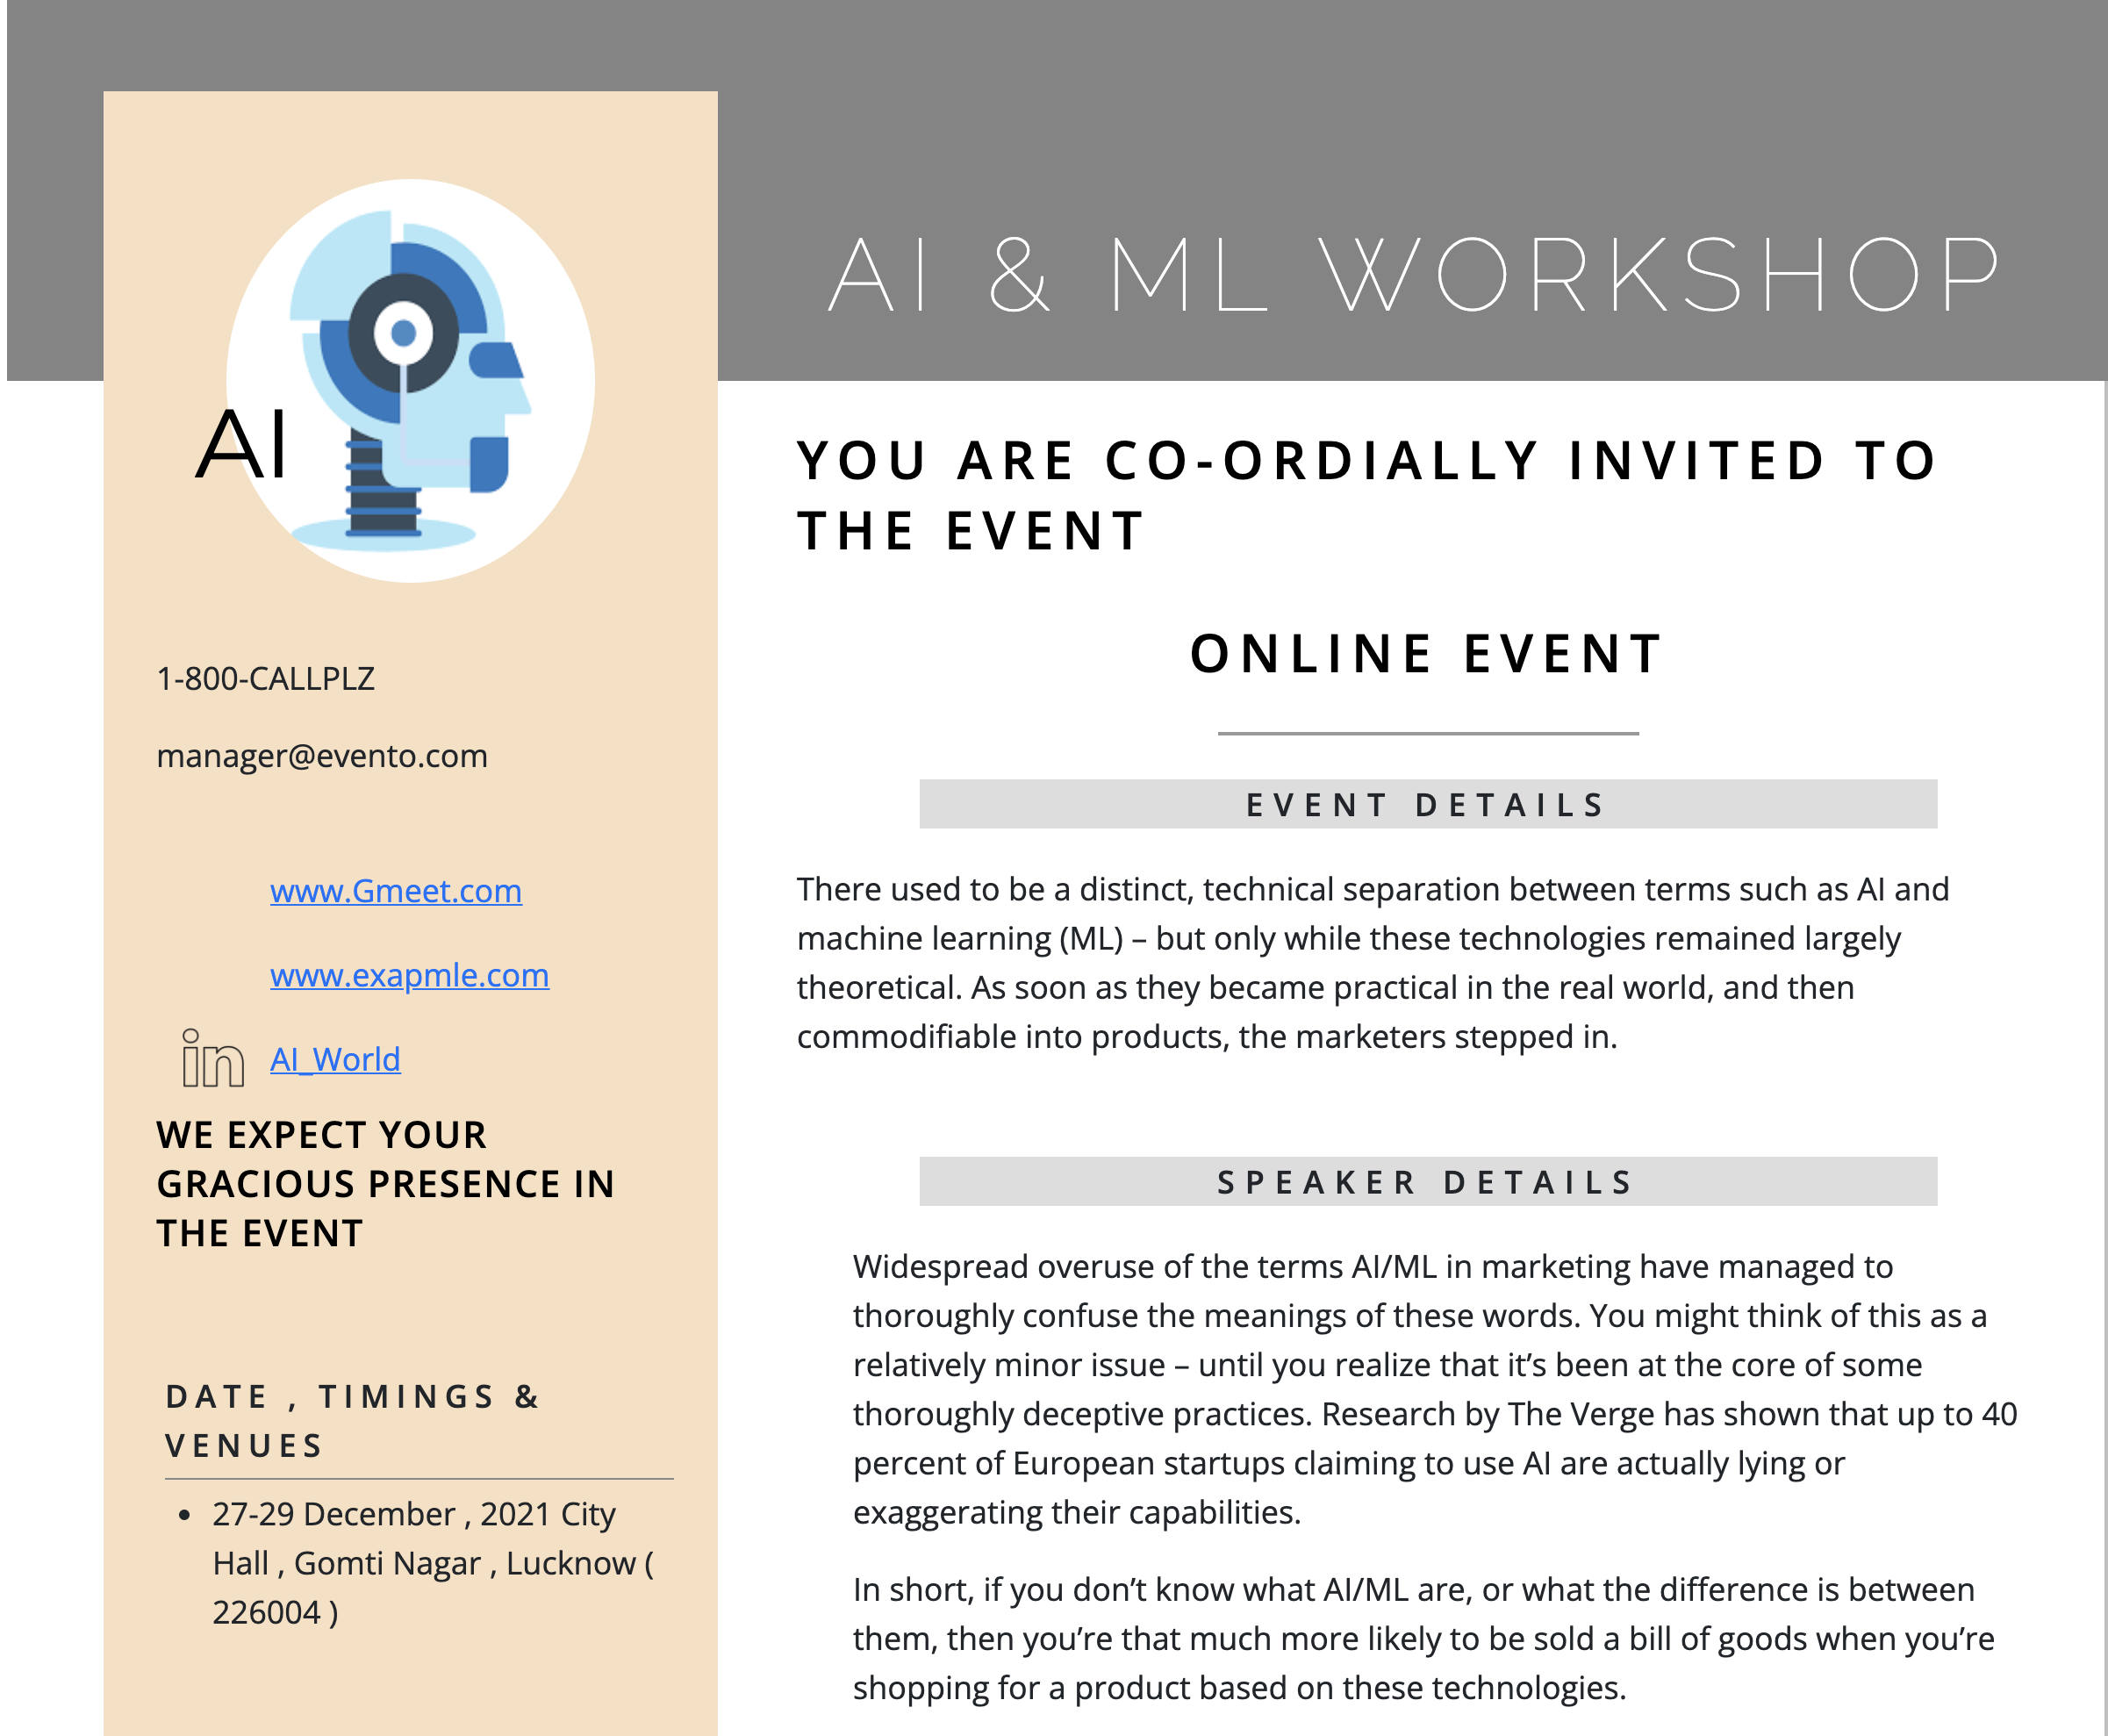 AI & ML WORKSHOP
AI
1-800-CALLPLZ
manager@evento.com
www.Gmeet.com
www.exapmle.com
in AI_World
WE EXPECT YOUR
GRACIOUS PRESENCE IN
THE EVENT
DATE , TIMINGS &
VENUES
• 27-29 December , 2021 City
Hall , Gomti Nagar , Lucknow (
226004 )
YOU ARE CO-ORDIALLY INVITED TO
THE EVENT
ONLINE EVENT
EVENT DETAILS
There used to be a distinct, technical separation between terms such as AI and
machine learning (ML) – but only while these technologies remained largely
theoretical. As soon as they became practical in the real world, and then
commodifiable into products, the marketers stepped in.
SPEAKER DETAILS
Widespread overuse of the terms AI/ML in marketing have managed to
thoroughly confuse the meanings of these words. You might think of this as a
relatively minor issue – until you realize that it’s been at the core of some
thoroughly deceptive practices. Research by The Verge has shown that up to 40
percent of European startups claiming to use AI are actually lying or
exaggerating their capabilities.
In short, if you don’t know what AI/ML are, or what the difference is between
them, then you’re that much more likely to be sold a bill of goods when you’re
shopping for a product based on these technologies.